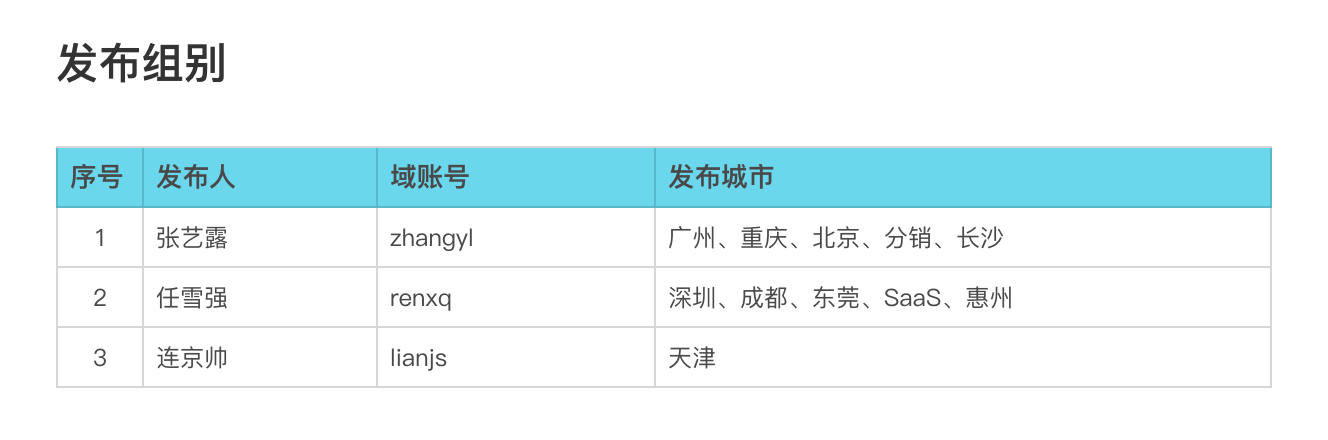 发布组别
序号 发布人 域账号 发布城市
1 张艺露 zhangyl 广州、重庆、北京、分销、长沙
2 任雪强 renxq 深圳、成都、东莞、SaaS、惠州
3 连京帅 lianjs 天津